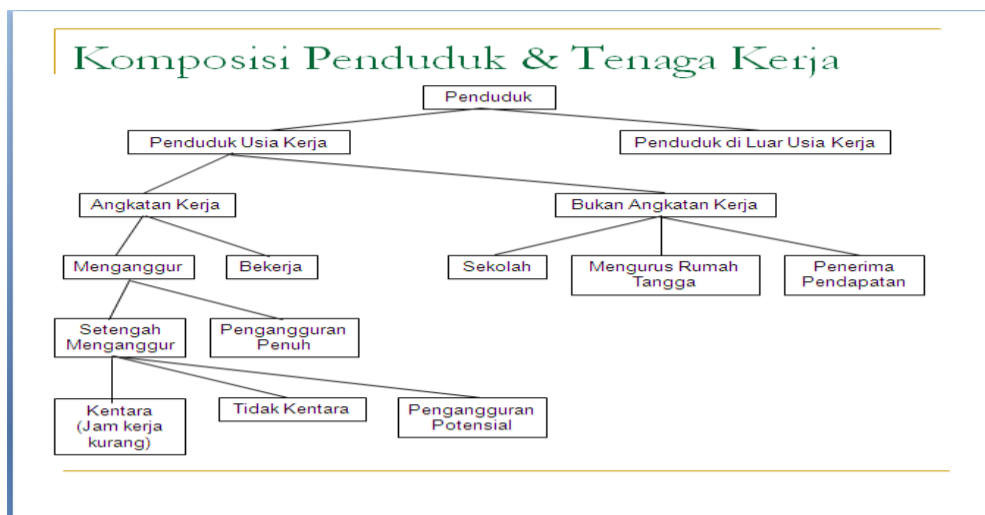 Komposisi Penduduk & Tenaga Kerja
Penduduk
Penduduk Usia Kerja
Penduduk di Luar Usia Kerja
Angkatan Kerja
Bukan Angkatan Kerja
Menganggur
Bekerja
Sekolah
Mengurus Rumah
Tangga
Penerima
Pendapatan
Setengah
Menganggur
Pengangguran
Penuh
Kentara
(Jam kerja
kurang)
Tidak Kentara
Pengangguran
Potensial